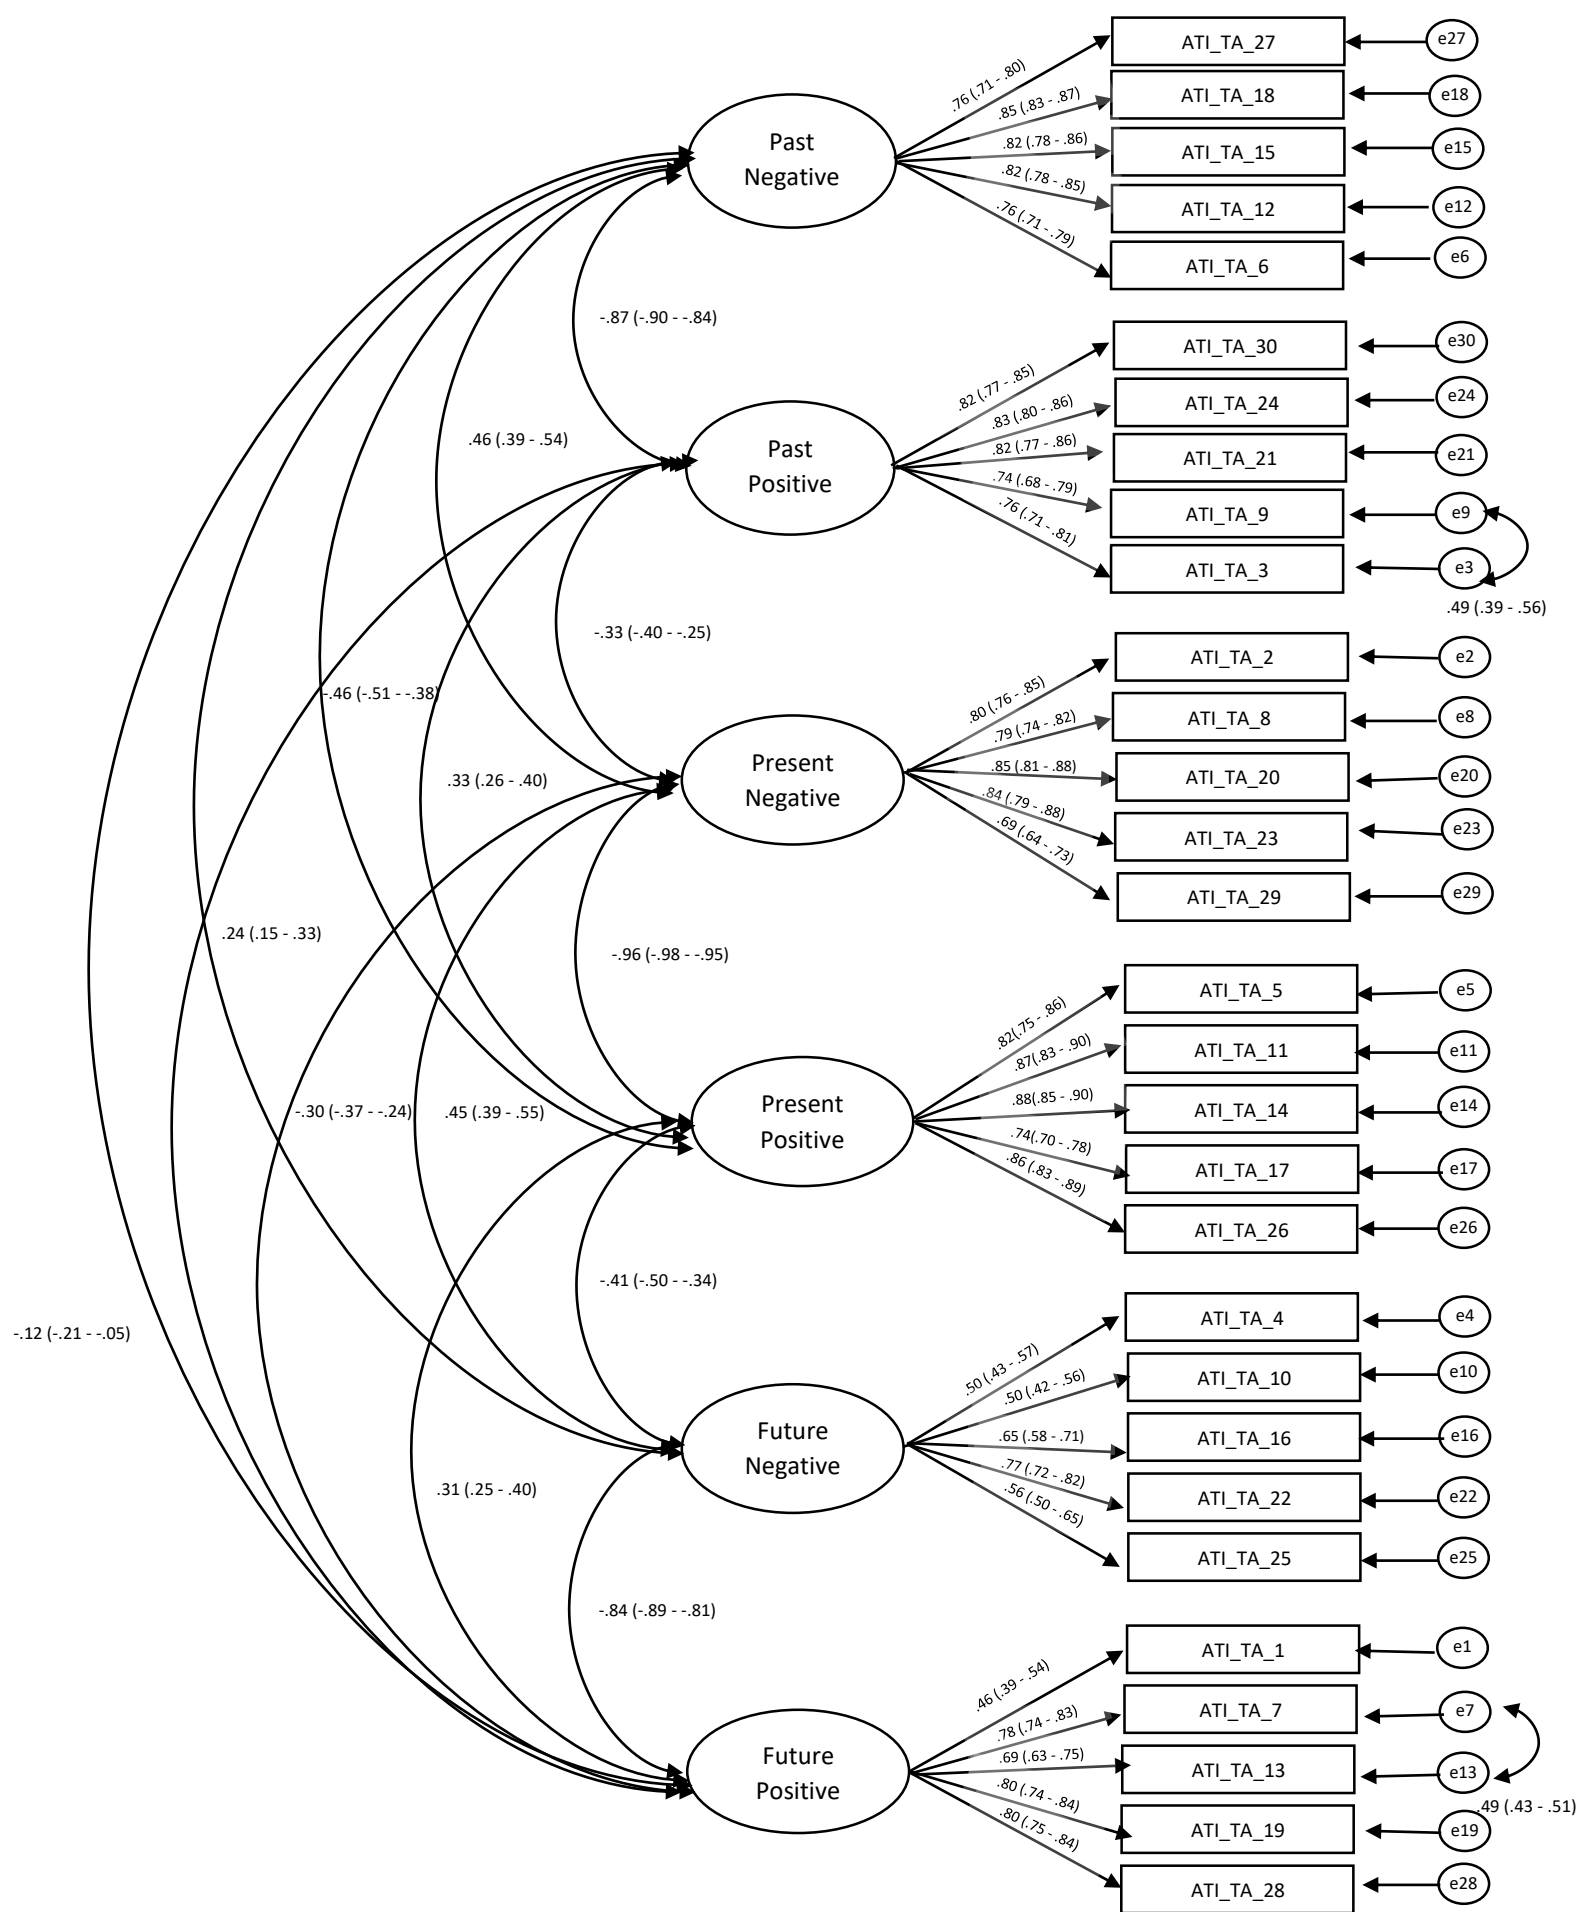 .76 (.71 - .80)
ATI_TA_27
e27
.85 (.83 - .87)
ATI_TA_18
e18
Past
Negative
.82 (.78 - .86)
ATI_TA_15
e15
.82 (.78 - .85)
ATI_TA_12
e12
.76 (.71 - .79)
ATI_TA_6
e6
-.87 (-.90 - -.84)
.82 (.77 - .85)
ATI_TA_30
e30
.83 (.80 - .86)
ATI_TA_24
e24
.46 (.39 - .54)
Past
Positive
.82 (.77 - .86)
ATI_TA_21
e21
.74 (.68 - .79)
ATI_TA_9
e9
.76 (.71 - .81)
ATI_TA_3
e3
.49 (.39 - .56)
-.33 (-.40 - -.25)
-.46 (-.51 - -.38)
.80 (.76 - .85)
ATI_TA_2
e2
.79 (.74 - .82)
ATI_TA_8
e8
.33 (.26 - .40)
Present
Negative
.85 (.81 - .88)
ATI_TA_20
e20
.84 (.79 - .88)
ATI_TA_23
e23
.69 (.64 - .73)
ATI_TA_29
e29
.24 (.15 - .33)
-.96 (-.98 - -.95)
.82(.75 - .86)
ATI_TA_5
e5
.87(.83 - .90)
ATI_TA_11
e11
-.30 (-.37 - -.24)
.45 (.39 - .55)
Present
Positive
.88(.85 - .90)
ATI_TA_14
e14
.74(.70 - .78)
ATI_TA_17
e17
.86 (.83 - .89)
ATI_TA_26
e26
-.41 (-.50 - -.34)
-.12 (-.21 - -.05)
.50 (.43 - .57)
ATI_TA_4
e4
.50 (.42 - .56)
ATI_TA_10
e10
Future
Negative
.65 (.58 - .71)
ATI_TA_16
e16
.77 (.72 - .82)
ATI_TA_22
e22
.31 (.25 - .40)
.56 (.50 - .65)
ATI_TA_25
e25
-.84 (-.89 - -.81)
.46 (.39 - .54)
ATI_TA_1
e1
.78 (.74 - .83)
ATI_TA_7
e7
Future
Positive
.69 (.63 - .75)
ATI_TA_13
e13
.49 (.43 - .51)
.80 (.74 - .84)
ATI_TA_19
e19
.80 (.75 - .84)
ATI_TA_28
e28